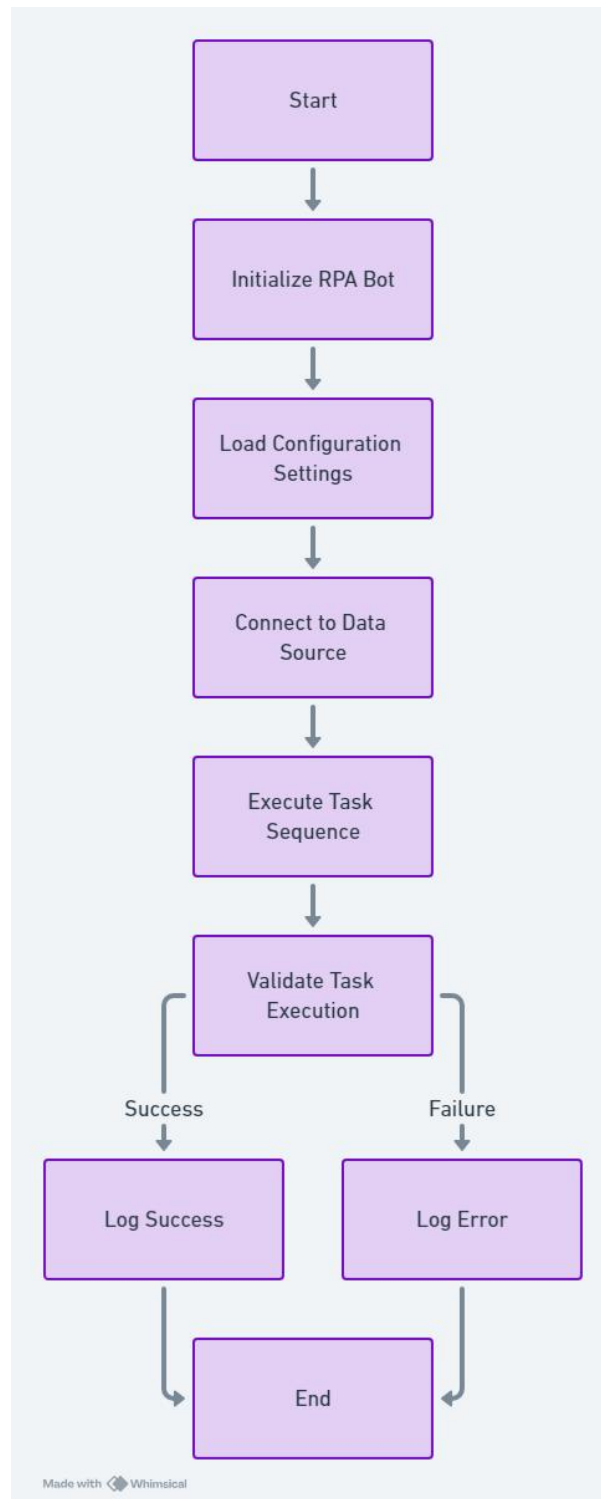 Start
Initialize RPA Bot
Load Configuration
Settings
Connect to Data
Source
Execute Task
Sequence
Validate Task
Execution
Success
Failure
Log Success
Log Error
End
Made with Whimsical